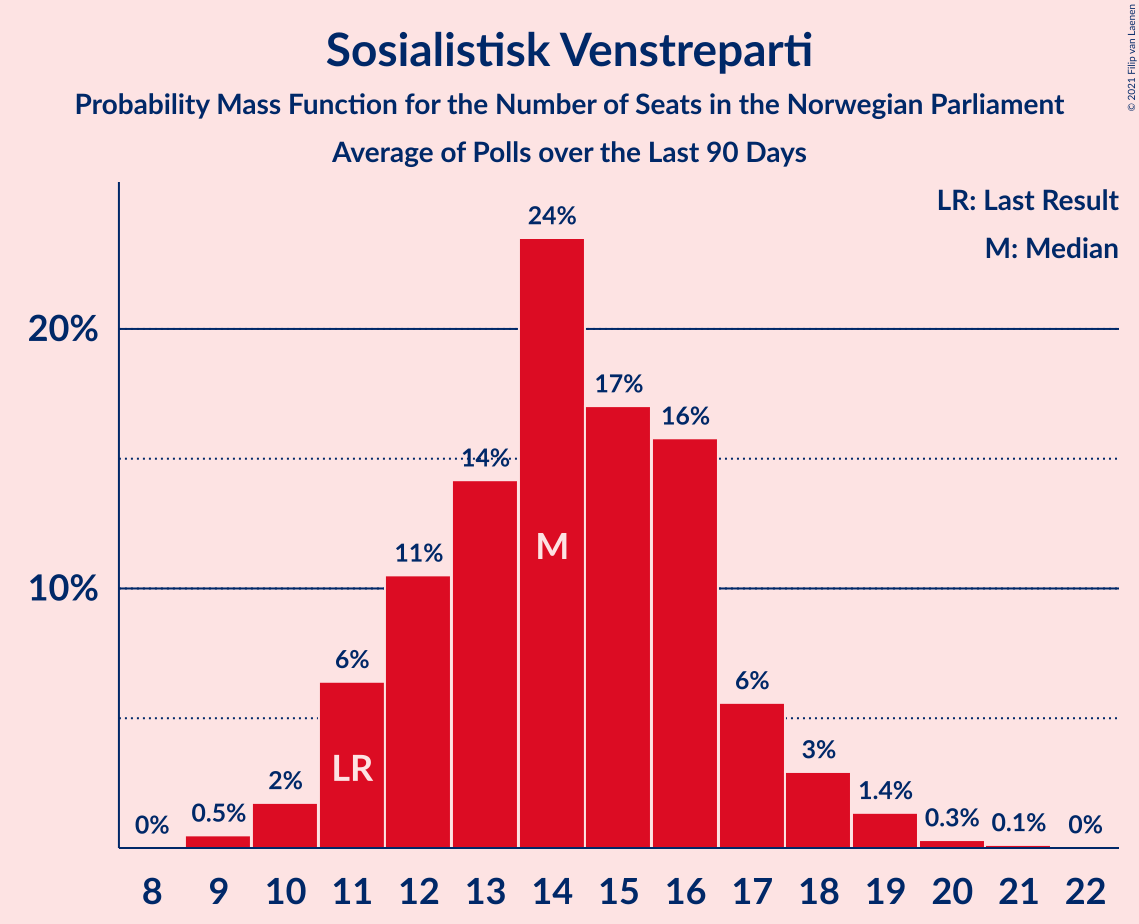 © 2021 Filip van Laenen
Sosialistisk Venstreparti
Probability Mass Function for the Number of Seats in the Norwegian Parliament
Average of Polls over the Last 90 Days
LR: Last Result
M: Median
24%
20%
17%
16%
14%
M
11%
10%
6%
6%
LR
3%
2%
1.4%
0.5%
0.3%
0.1%
0%
0%
8 9 10 11 12 13 14 15 16 17 18 19 20 21 22